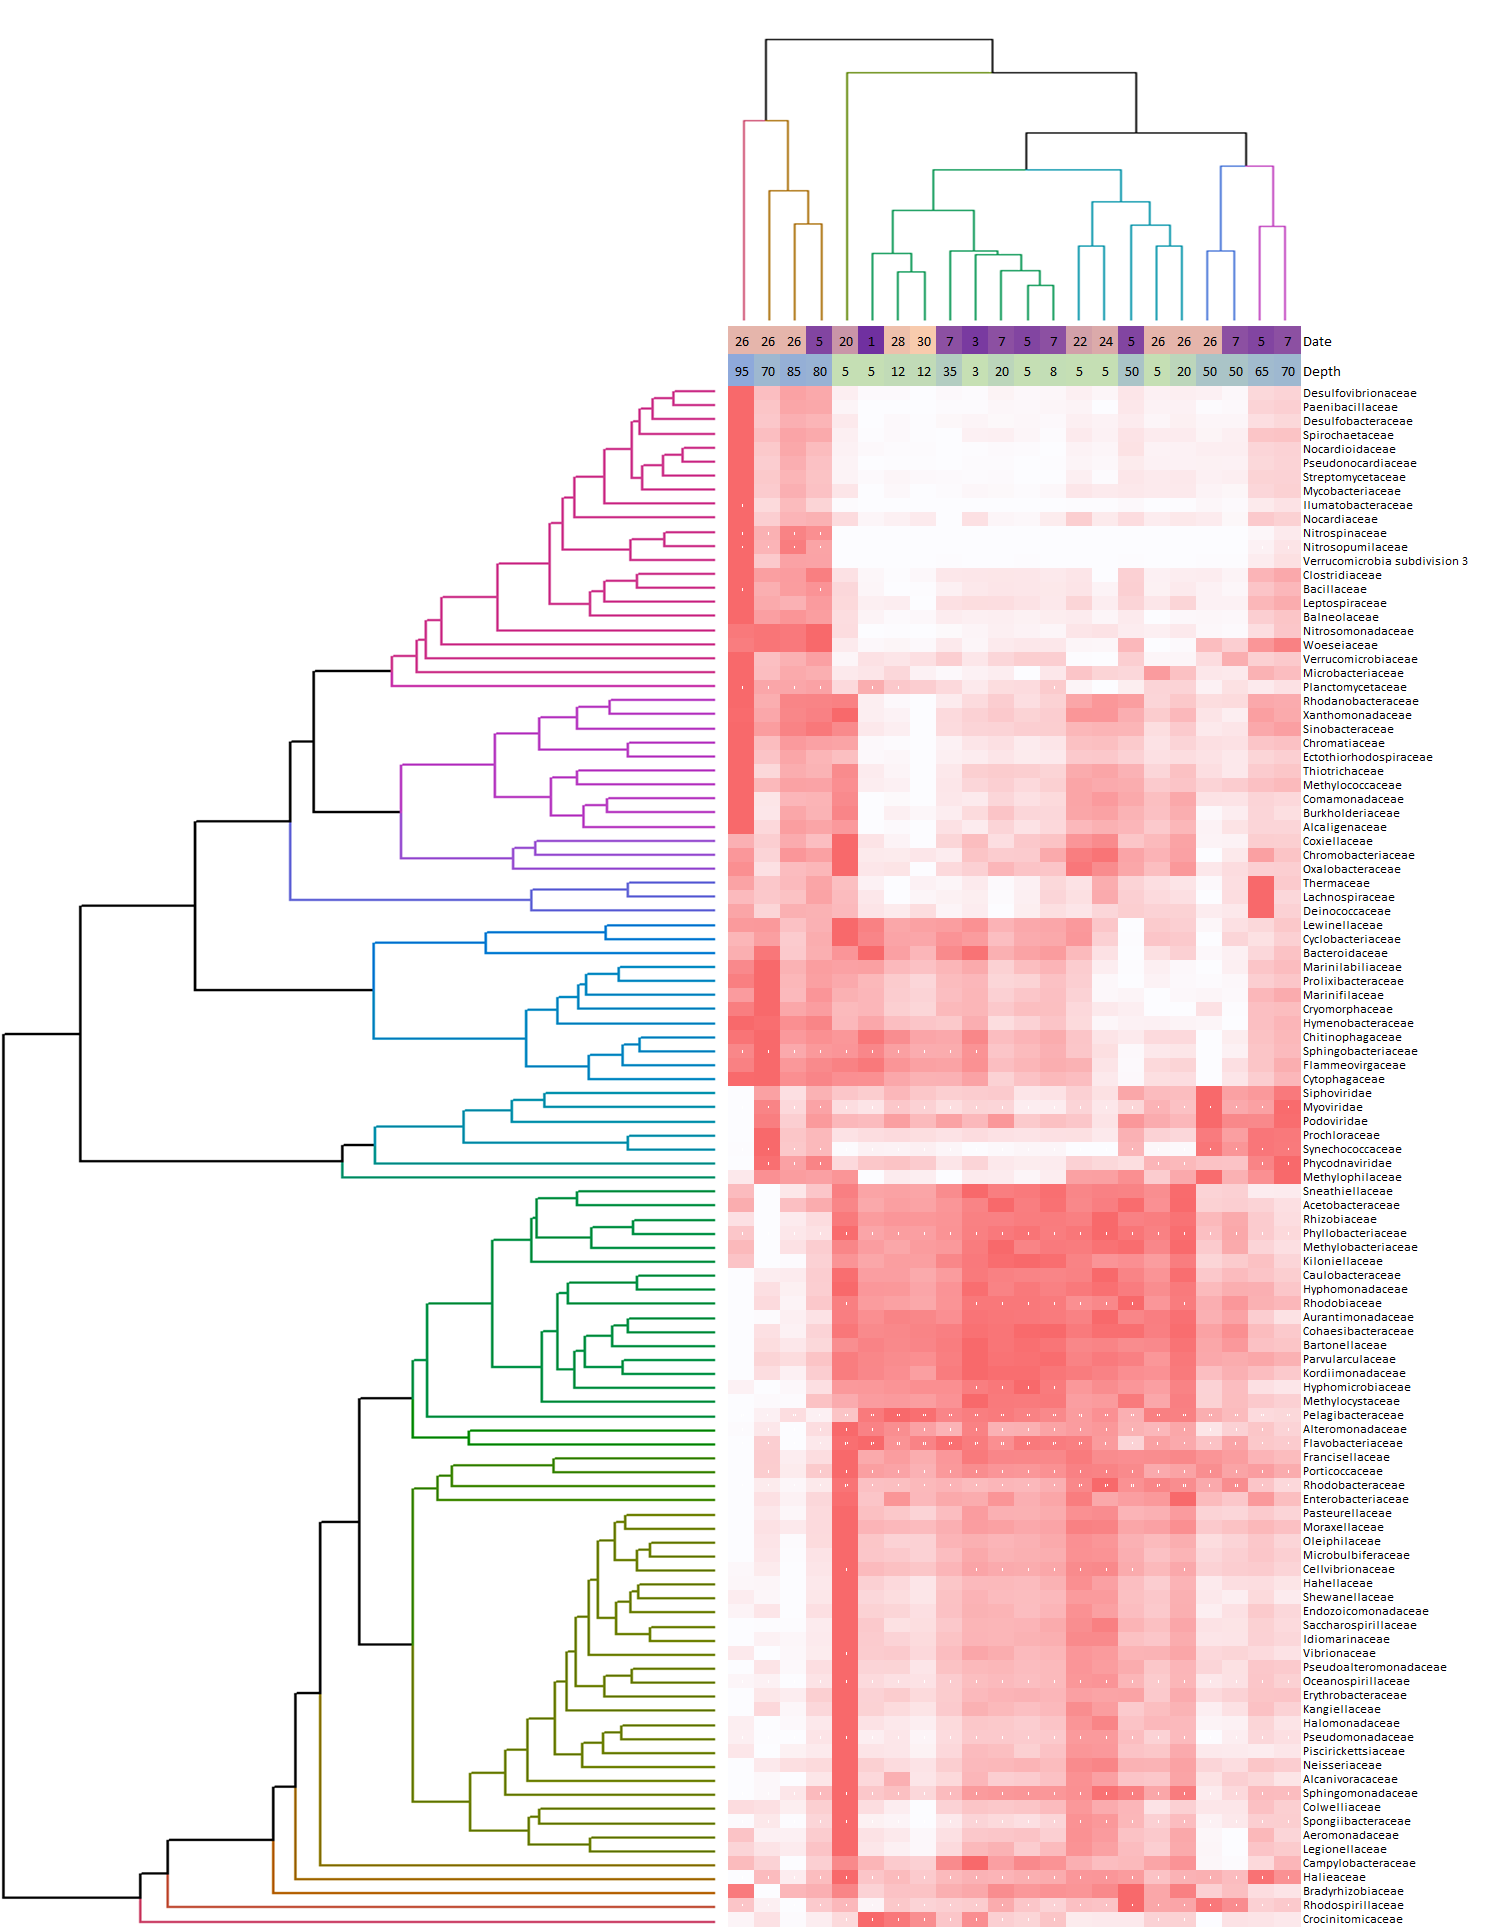 26 26 26 5 20 1 28 30 7 3 7 5 7 22 24 5 26 26 26 7 5 7 Date
95 70 85 80 5 5 12 12 35 3 20 5 8 5 5 50 5 20 50 50 65 70 Depth
Desulfovibrionaceae
Paenibacillaceae
Desulfobacteraceae
Spirochaetaceae
Nocardioidaceae
Pseudonocardiaceae
Streptomycetaceae
Mycobacteriaceae
Ilumatobacteraceae
Nocardiaceae
Nitrospinaceae
Nitrosopumilaceae
Verrucomicrobia subdivision 3
Clostridiaceae
Bacillaceae
Leptospiraceae
Balneolaceae
Nitrosomonadaceae
Woeseiaceae
Verrucomicrobiaceae
Microbacteriaceae
Planctomycetaceae
Rhodanobacteraceae
Xanthomonadaceae
Sinobacteraceae
Chromatiaceae
Ectothiorhodospiraceae
Thiotrichaceae
Methylococcaceae
Comamonadaceae
Burkholderiaceae
Alcaligenaceae
Coxiellaceae
Chromobacteriaceae
Oxalobacteraceae
Thermaceae
Lachnospiraceae
Deinococcaceae
Lewinellaceae
Cyclobacteriaceae
Bacteroidaceae
Marinilabiliaceae
Prolixibacteraceae
Marinifilaceae
Cryomorphaceae
Hymenobacteraceae
Chitinophagaceae
Sphingobacteriaceae
Flammeovirgaceae
Cytophagaceae
Siphoviridae
Myoviridae
Podoviridae
Prochloraceae
Synechococcaceae
Phycodnaviridae
Methylophilaceae
Sneathiellaceae
Acetobacteraceae
Rhizobiaceae
Phyllobacteriaceae
Methylobacteriaceae
Kiloniellaceae
Caulobacteraceae
Hyphomonadaceae
Rhodobiaceae
Aurantimonadaceae
Cohaesibacteraceae
Bartonellaceae
Parvularculaceae
Kordiimonadaceae
Hyphomicrobiaceae
Methylocystaceae
Pelagibacteraceae
Alteromonadaceae
Flavobacteriaceae
Francisellaceae
Porticoccaceae
Rhodobacteraceae
Enterobacteriaceae
Pasteurellaceae
Moraxellaceae
Oleiphilaceae
Microbulbiferaceae
Cellvibrionaceae
Hahellaceae
Shewanellaceae
Endozoicomonadaceae
Saccharospirillaceae
Idiomarinaceae
Vibrionaceae
Pseudoalteromonadaceae
Oceanospirillaceae
Erythrobacteraceae
Kangiellaceae
Halomonadaceae
Pseudomonadaceae
Piscirickettsiaceae
Neisseriaceae
Alcanivoracaceae
Sphingomonadaceae
Colwelliaceae
Spongiibacteraceae
Aeromonadaceae
Legionellaceae
Campylobacteraceae
Halieaceae
Bradyrhizobiaceae
Rhodospirillaceae
Crocinitomicaceae